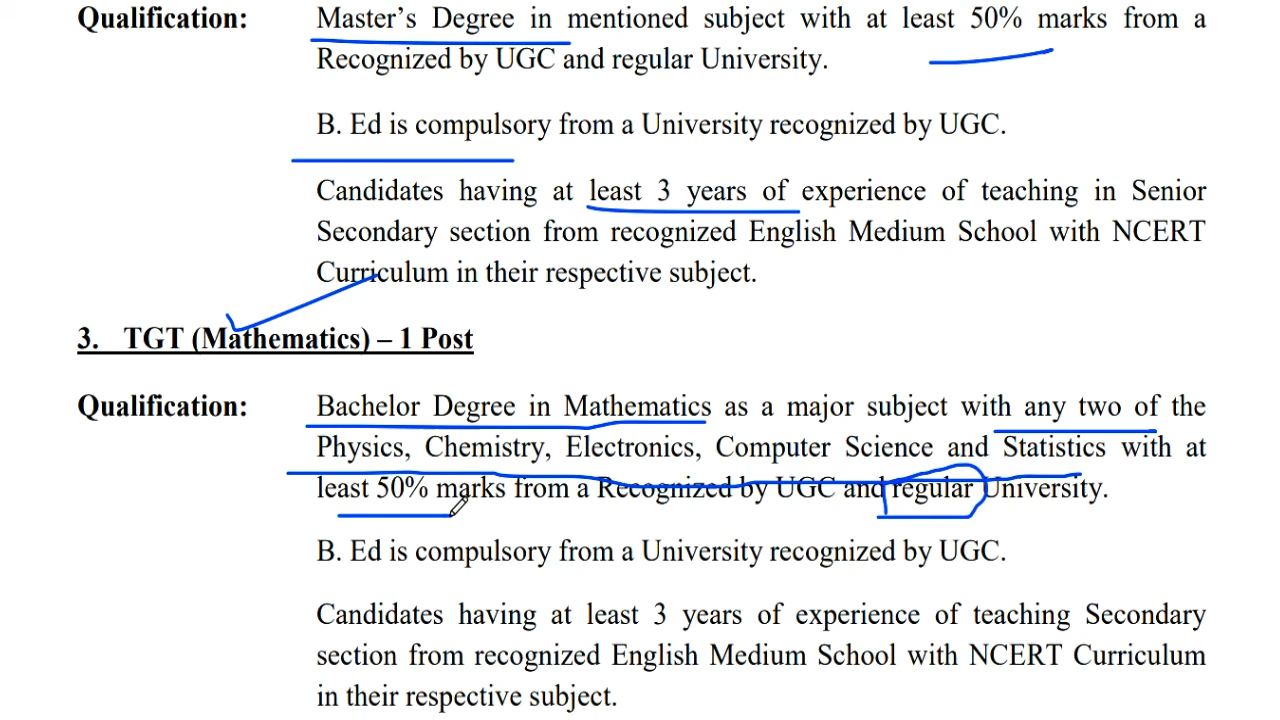 Qualification: Master's Degree in mentioned subject with at least 50% marks from a
Recognized by UGC and regular University.
B. Ed is compulsory from a University recognized by UGC.
Candidates having at least 3 years of experience of teaching in Senior
Secondary section from recognized English Medium School with NCERT
Curriculum in their respective subject.
3. TGT (Mathematics) – 1 Post
Qualification: Bachelor Degree in Mathematics as a major subject with any two of the
Physics, Chemistry, Electronics, Computer Science and Statistics with at
least 50% marks from a Recognized by UGC and regular University.
B. Ed is compulsory from a University recognized by UGC.
Candidates having at least 3 years of experience of teaching Secondary
section from recognized English Medium School with NCERT Curriculum
in their respective subject.